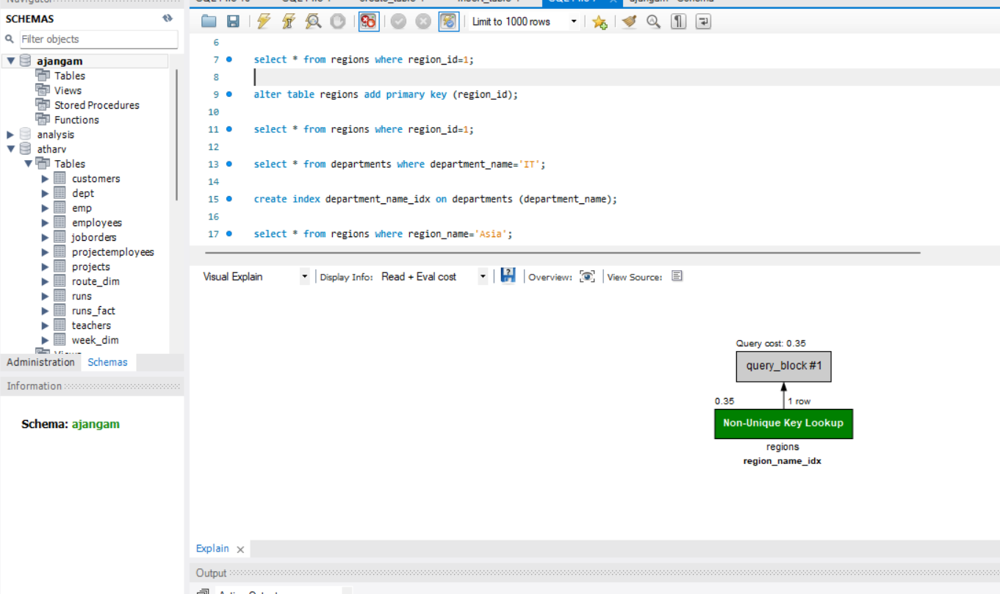 Navigator
SCHEMAS
Filter objects
ajangam
Tables
Views
Stored Procedures
Functions
analysis
atharv
Tables
customers
dept
emp
employees
joborders
projectemployees
projects
route_dim
runs
runs_fact
teachers
week_dim
Views
Administration Schemas
Information
Schema: ajangam
Limit to 1000 rows
6
7 select * from regions where region_id=1;
8
9 alter table regions add primary key (region_id);
10
11 select * from regions where region_id=1;
12
13 select * from departments where department_name='IT';
14
15 create index department_name_idx on departments (department_name);
16
17 select * from regions where region_name='Asia';
Visual Explain Display Info: Read + Eval cost Overview: View Source:
Query cost: 0.35
query_block #1
0.35 1 row
Non-Unique Key Lookup
regions
region_name_idx
Explain
Output